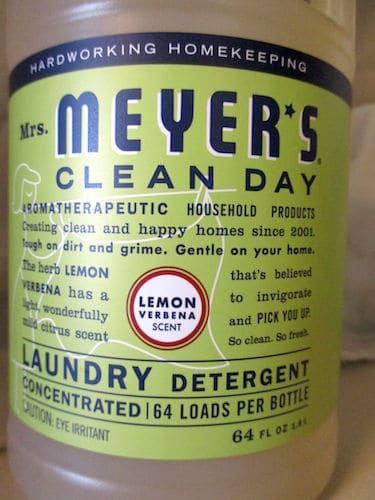 HARDWORKING HOMEKEEPING
Mrs. MEYER'S
CLEAN DAY
AROMATHERAPEUTIC HOUSEHOLD PRODUCTS
Creating clean and happy homes since 2001.
Tough on dirt and grime. Gentle on your home.
The herb LEMON
VERBENA has a
light, wonderfully
mild citrus scent
LEMON
VERBENA
SCENT
that's believed
to invigorate
and PICK YOU UP.
So clean. So fresh.
LAUNDRY DETERGENT
CONCENTRATED | 64 LOADS PER BOTTLE
CAUTION: EYE IRRITANT
64 FL OZ 1.8 L